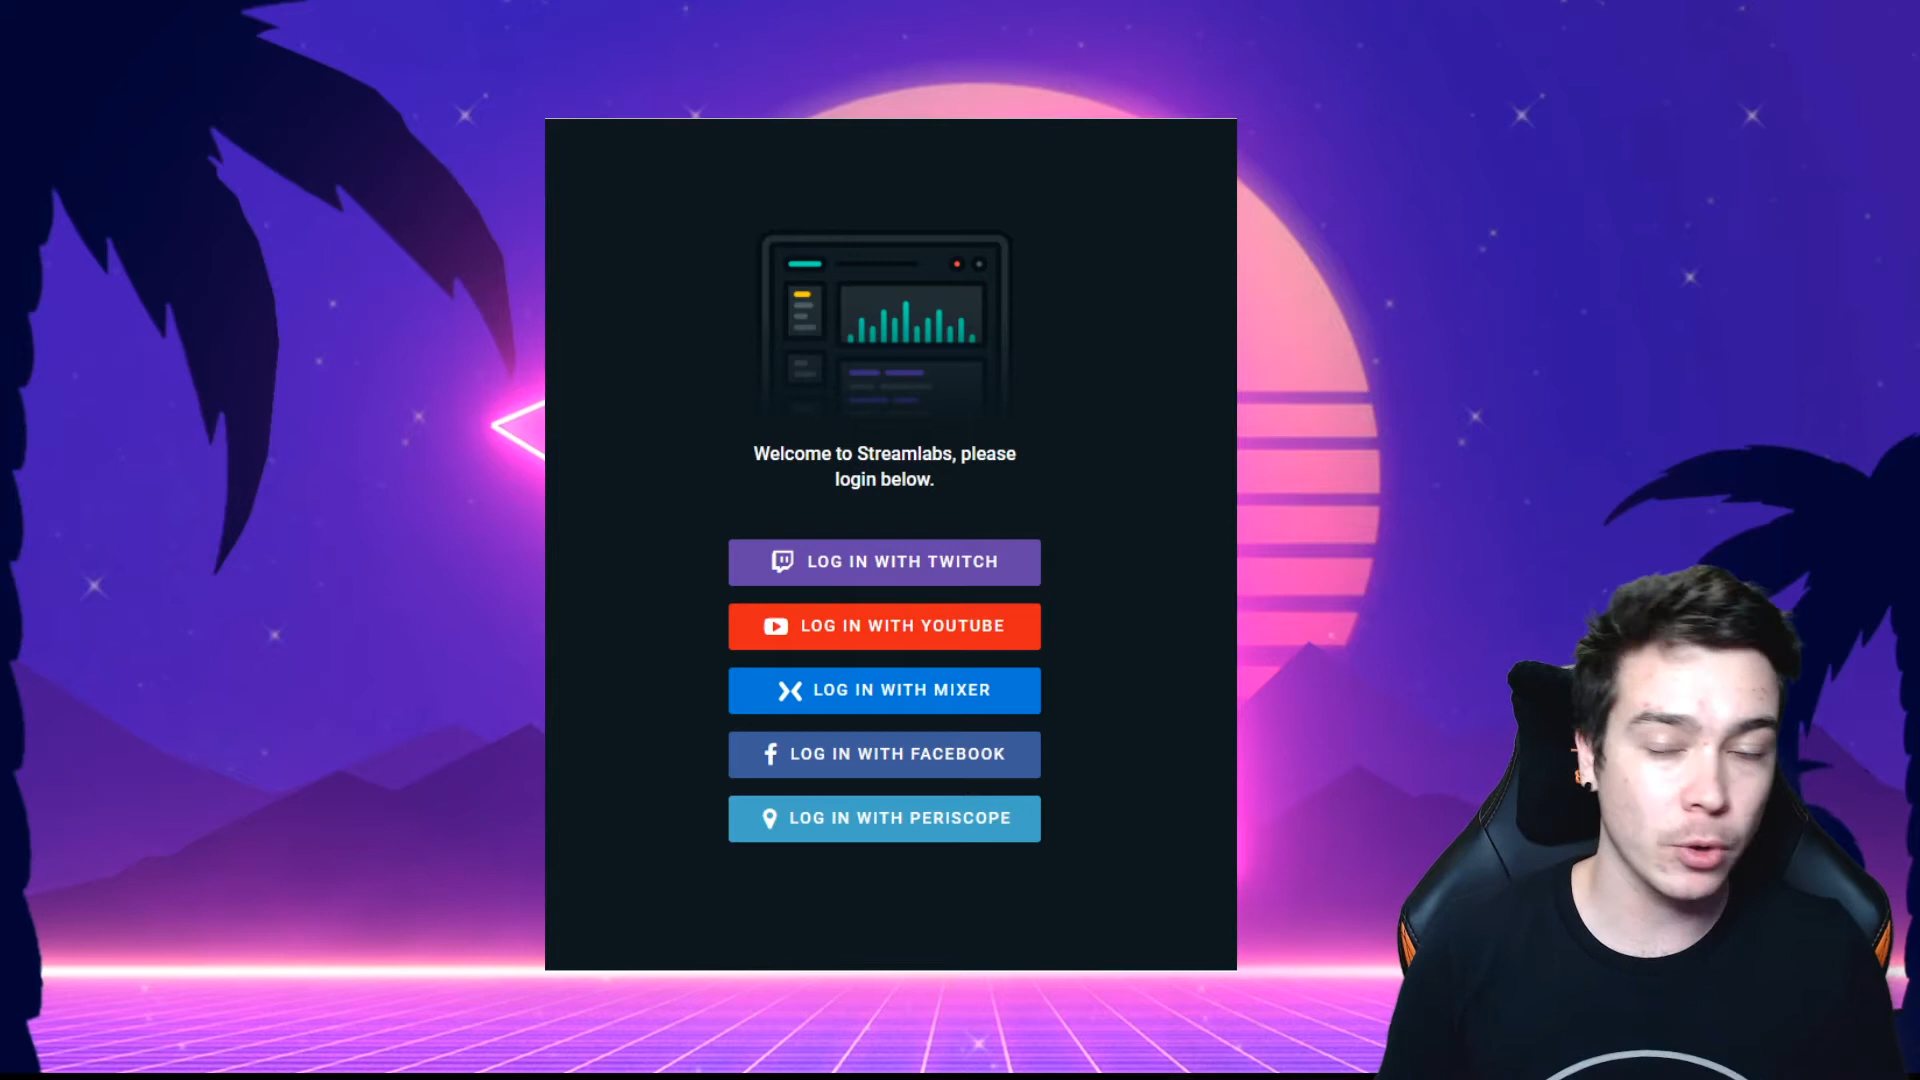 Welcome to Streamlabs, please
login below.
LOG IN WITH TWITCH
LOG IN WITH YOUTUBE
LOG IN WITH MIXER
LOG IN WITH FACEBOOK
LOG IN WITH PERISCOPE